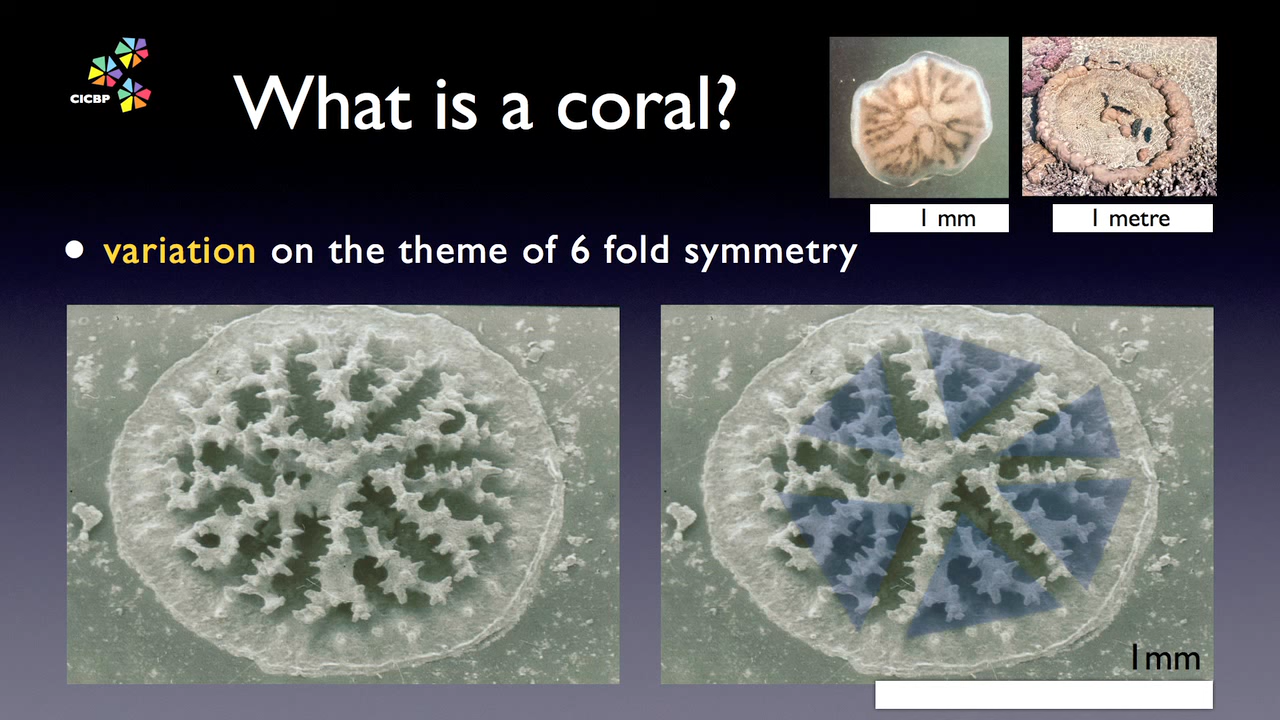 CICBP
What is a coral?
1 mm
1 metre
• variation on the theme of 6 fold symmetry
1mm